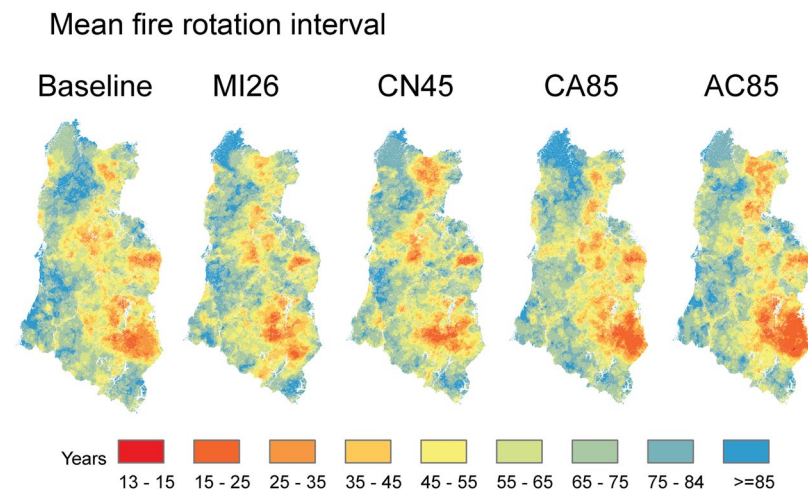 Mean fire rotation interval
Baseline MI26 CN45 CA85 AC85
Years
13 - 15 15 - 25 25 - 35 35 - 45 45 - 55 55 - 65 65 - 75 75 - 84 >=85